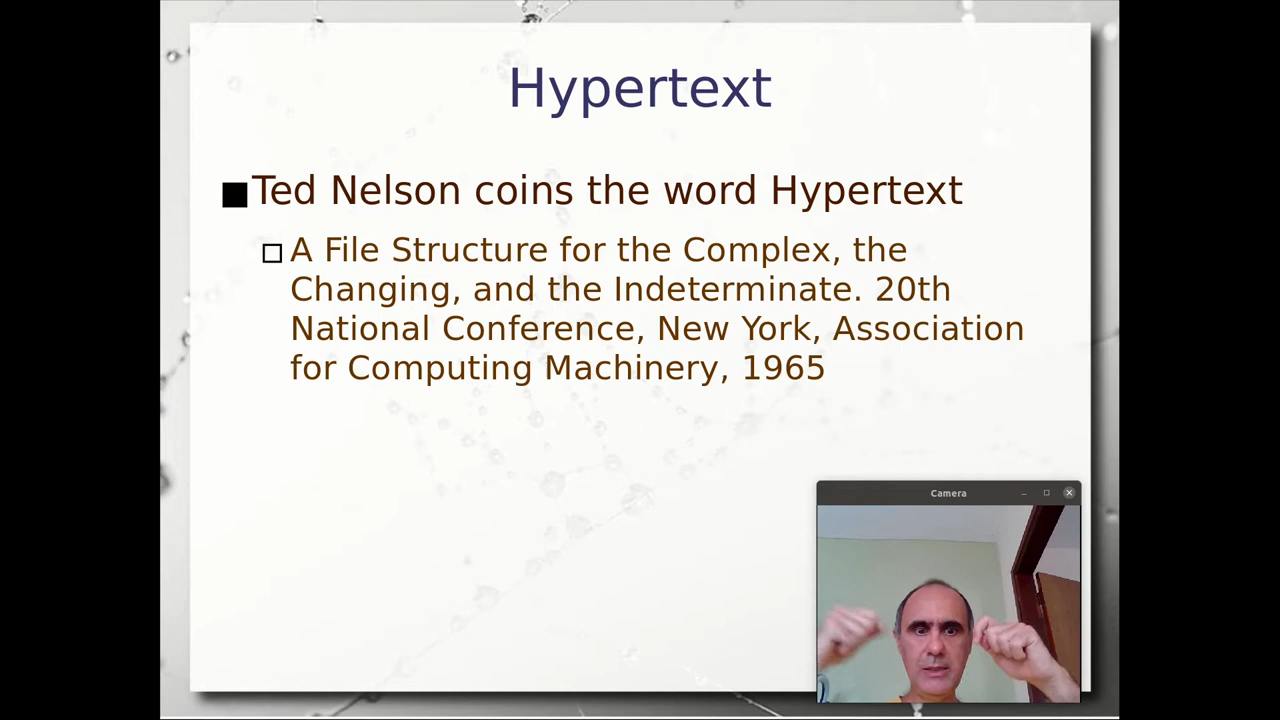 Hypertext
Ted Nelson coins the word Hypertext
A File Structure for the Complex, the
Changing, and the Indeterminate. 20th
National Conference, New York, Association
for Computing Machinery, 1965
Camera